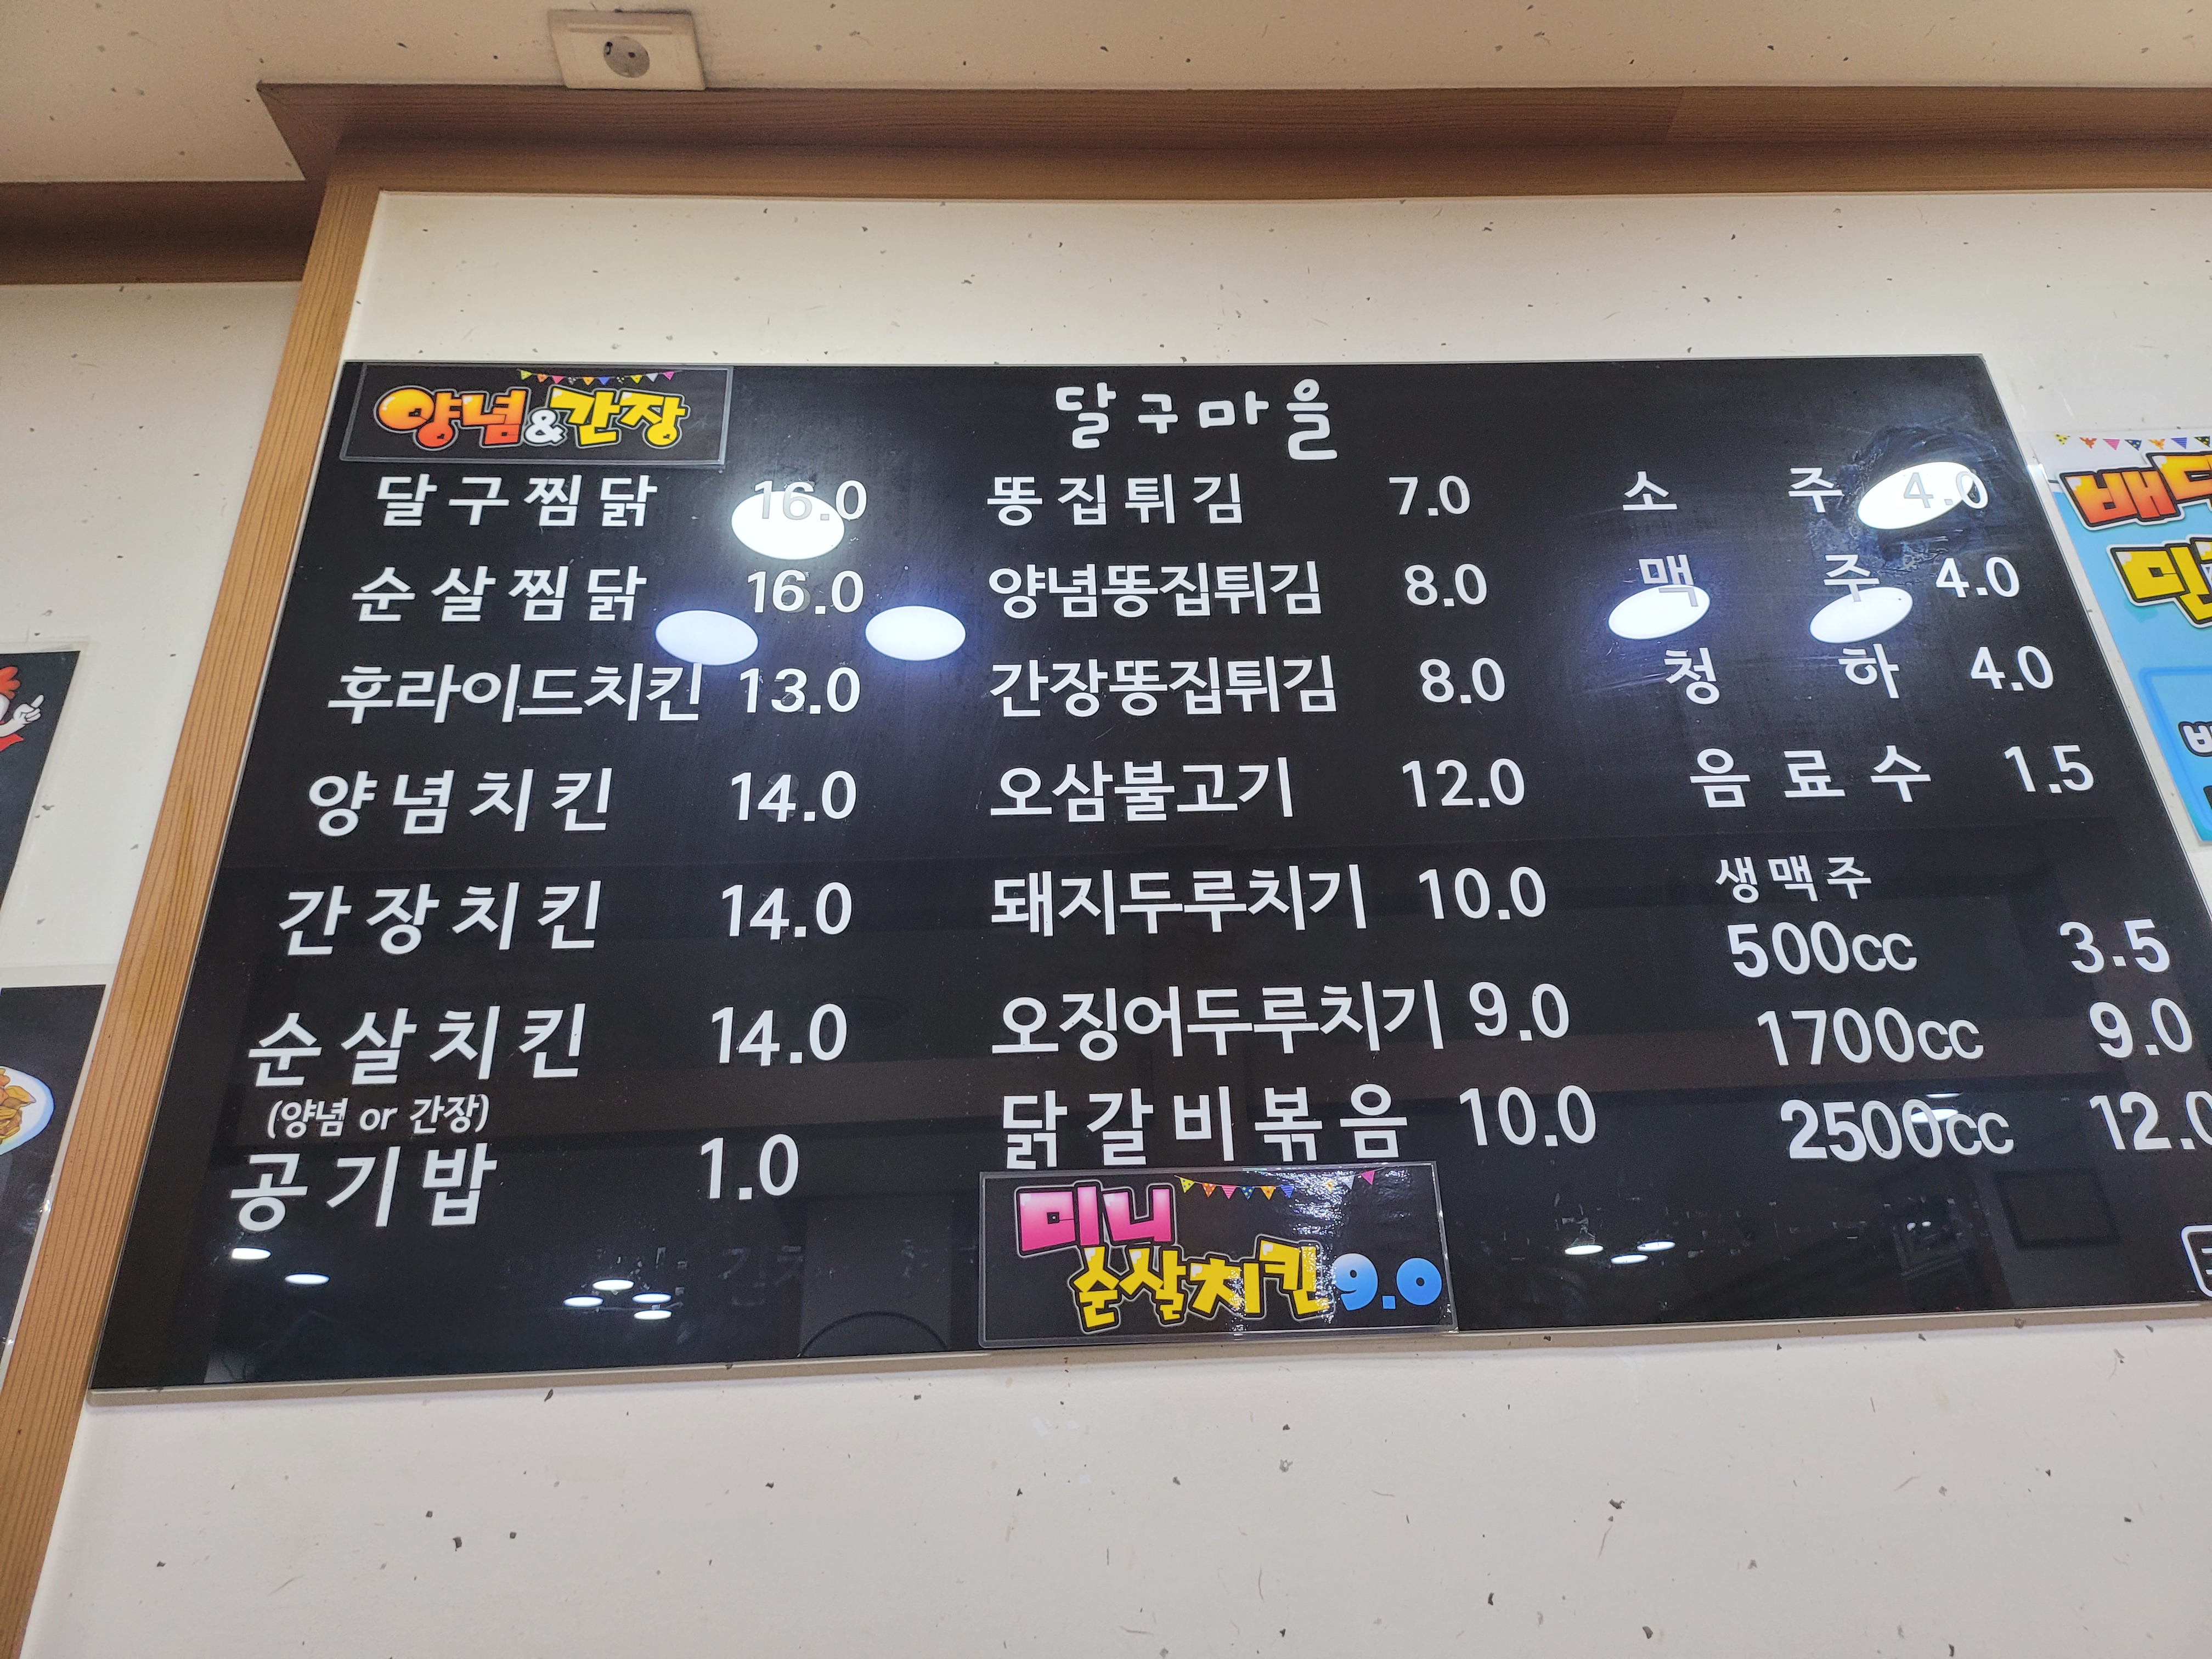 양념&간장
달구마을
달구찜닭 16.0
순살찜닭 16.0
후라이드치킨 13.0
양념치킨 14.0
간장치킨 14.0
순살치킨 14.0
(양념 or 간장)
공기밥 1.0
똥집튀김 7.0
양념똥집튀김 8.0
간장똥집튀김 8.0
오삼불고기 12.0
돼지두루치기 10.0
오징어두루치기 9.0
닭갈비볶음 10.0
미니
순살치킨 9.0
소주 4.0
맥주 4.0
청하 4.0
음료수 1.5
생맥주
500cc 3.5
1700cc 9.0
2500cc 12.0